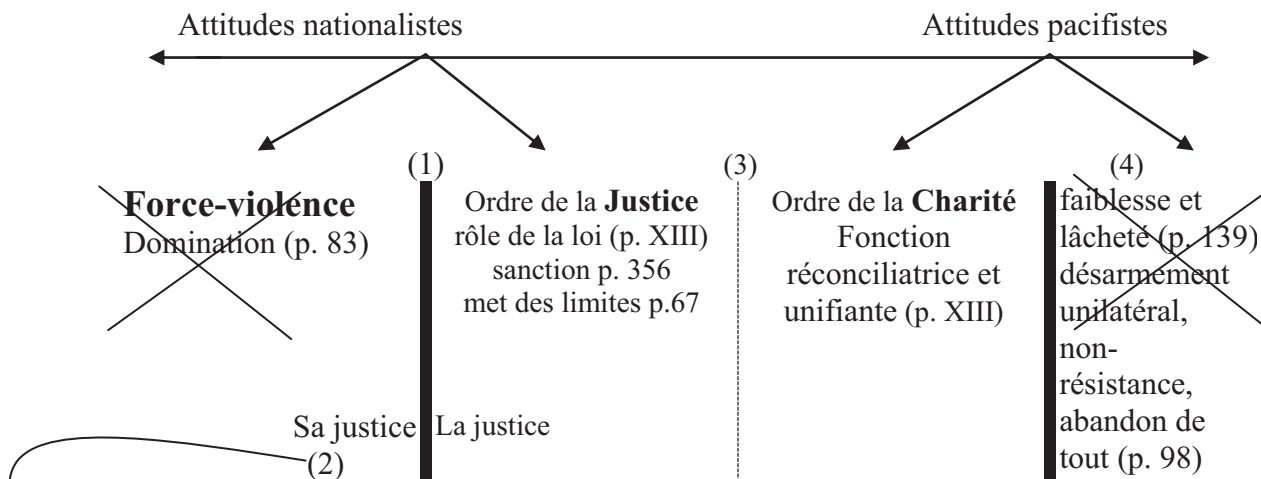 Attitudes nationalistes
Attitudes pacifistes
(1)
(3)
(4)
Force-violence
Domination (p. 83)
Ordre de la Justice
rôle de la loi (p. XIII)
sanction p. 356
met des limites p.67
Ordre de la Charité
Fonction
réconciliatrice et
unifiante (p. XIII)
faiblesse et
lâcheté (p. 139)
désarmement
unilatéral,
non-
résistance,
abandon de
tout (p. 98)
Sa justice
La justice
(2)